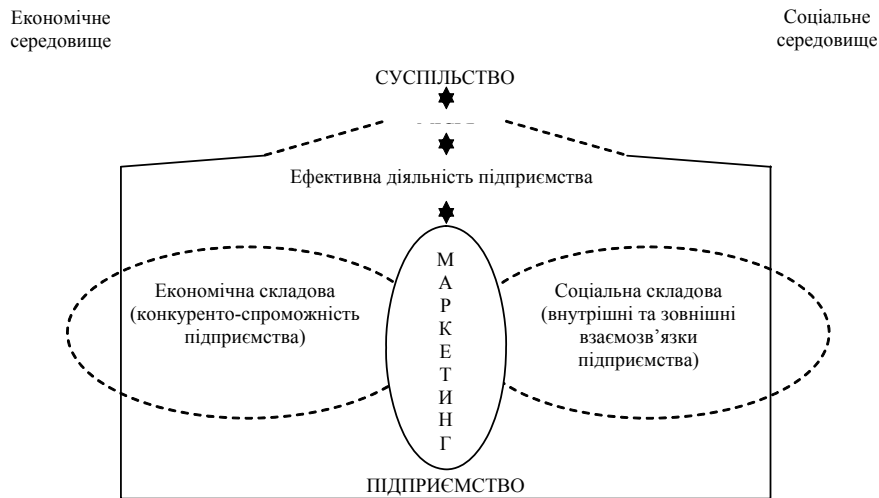 Економічне
середовище
Соціальне
середовище
СУСПІЛЬСТВО
Ефективна діяльність підприємства
МАРКЕТИНГ
Економічна складова
(конкуренто-спроможність
підприємства)
Соціальна складова
(внутрішні та зовнішні
взаємозв’язки
підприємства)
ПІДПРИЄМСТВО